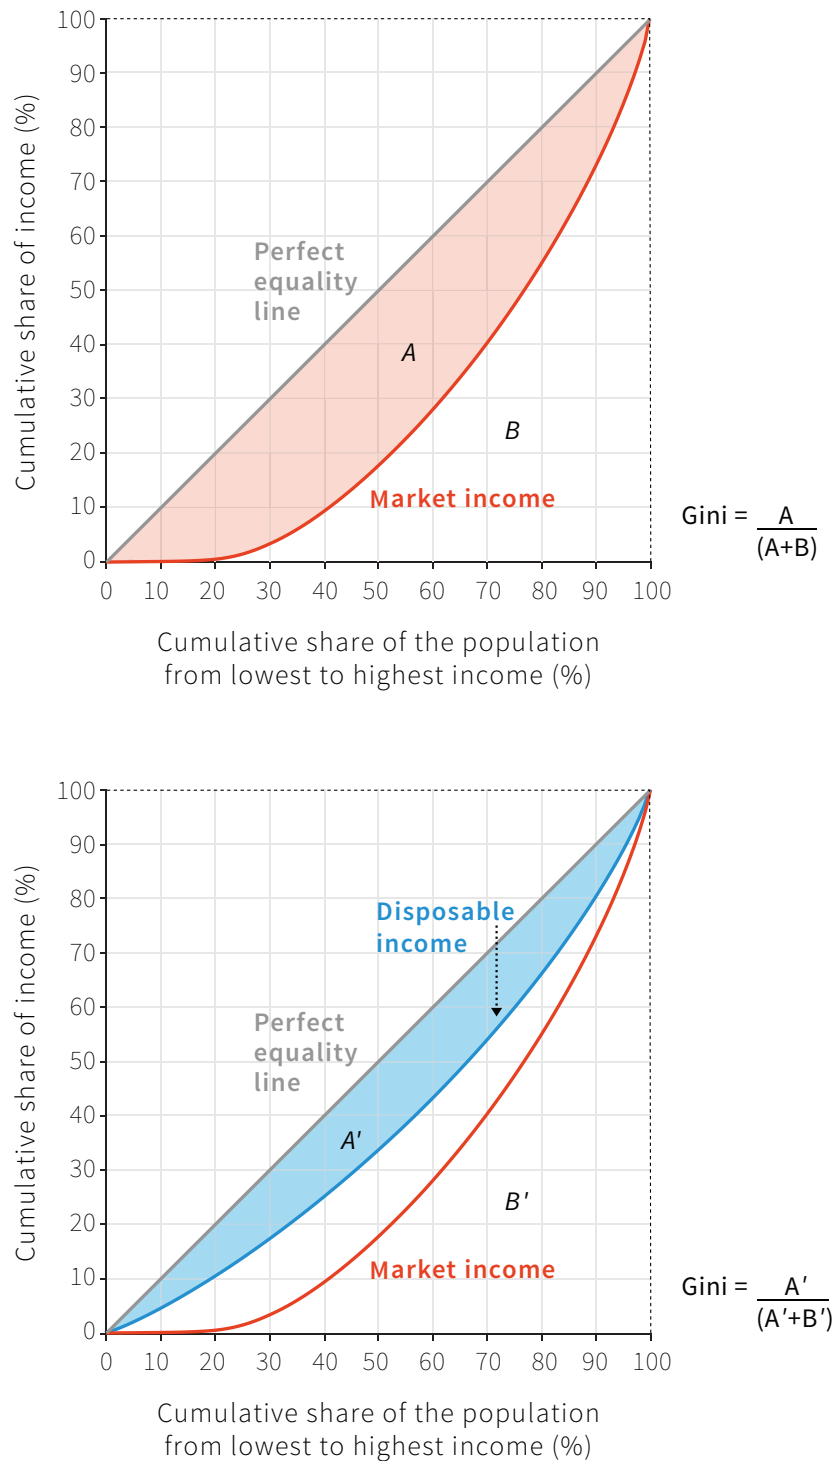 100
90
80
70
60
50
40
30
20
10
0
Cumulative share of income (%)
Perfect
equality
line
A
B
Market income
Gini = A
(A+B)
0 10 20 30 40 50 60 70 80 90 100
Cumulative share of the population
from lowest to highest income (%)
100
90
80
70
60
50
40
30
20
10
0
Cumulative share of income (%)
Disposable
income
Perfect
equality
line
A'
B'
Market income
Gini = A'
(A'+B')
0 10 20 30 40 50 60 70 80 90 100
Cumulative share of the population
from lowest to highest income (%)